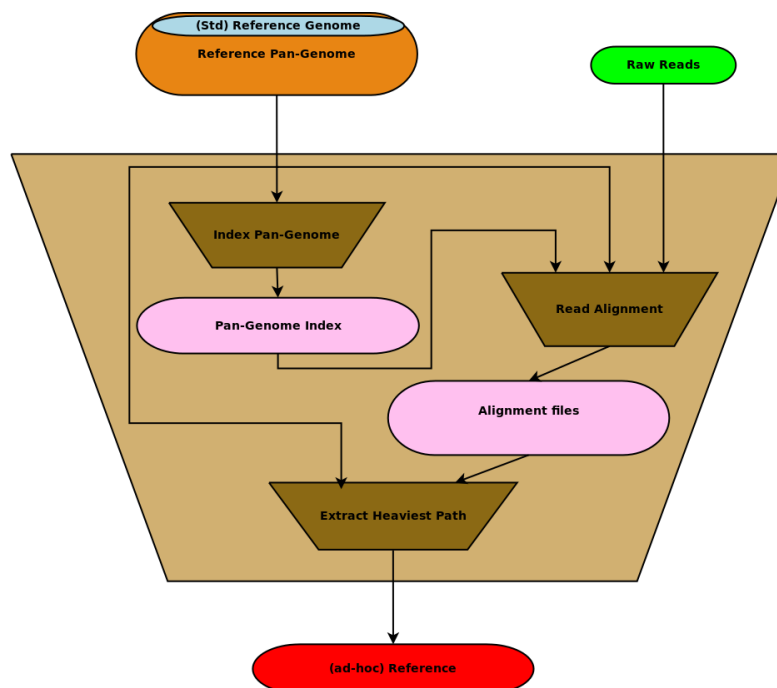 (Std) Reference Genome
Reference Pan-Genome
Raw Reads
Index Pan-Genome
Read Alignment
Pan-Genome Index
Alignment files
Extract Heaviest Path
(ad-hoc) Reference